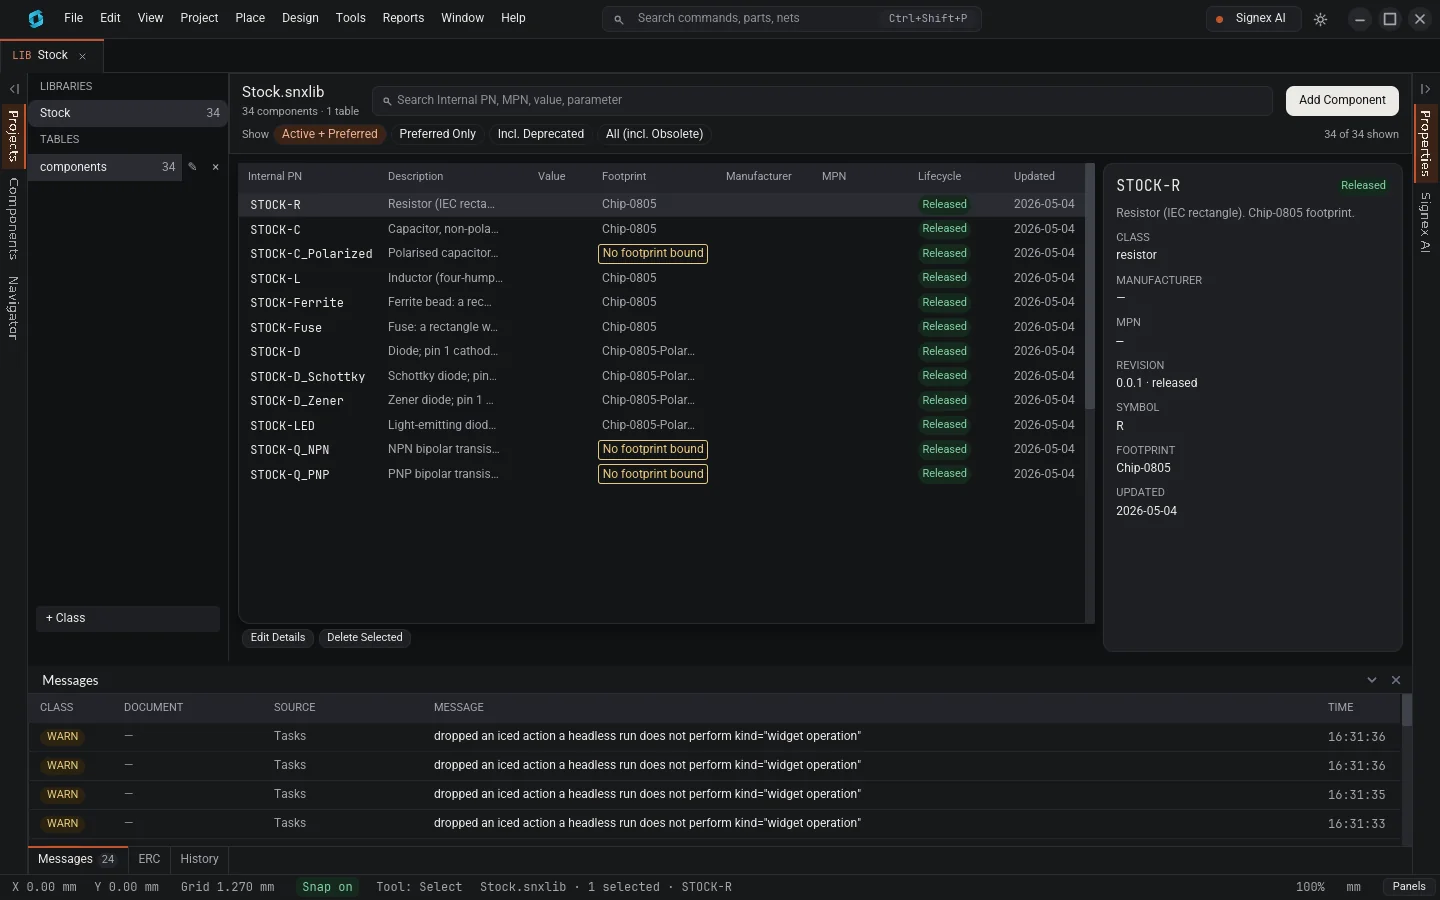 File Edit View Project Place Design Tools Reports Window Help
Search commands, parts, nets Ctrl+Shift+P
Signex AI
LIB Stock ×
Projects
Components
Navigator
LIBRARIES
Stock 34
TABLES
components 34 ✎ ×
+ Class
Stock.snxlib
34 components · 1 table
Search Internal PN, MPN, value, parameter
Add Component
Show Active + Preferred Preferred Only Incl. Deprecated All (incl. Obsolete)
34 of 34 shown
Internal PN Description Value Footprint Manufacturer MPN Lifecycle Updated
STOCK-R Resistor (IEC recta... Chip-0805 Released 2026-05-04
STOCK-C Capacitor, non-pola... Chip-0805 Released 2026-05-04
STOCK-C_Polarized Polarised capacitor... No footprint bound Released 2026-05-04
STOCK-L Inductor (four-hump... Chip-0805 Released 2026-05-04
STOCK-Ferrite Ferrite bead: a rec... Chip-0805 Released 2026-05-04
STOCK-Fuse Fuse: a rectangle w... Chip-0805 Released 2026-05-04
STOCK-D Diode; pin 1 cathod... Chip-0805-Polar... Released 2026-05-04
STOCK-D_Schottky Schottky diode; pin... Chip-0805-Polar... Released 2026-05-04
STOCK-D_Zener Zener diode; pin 1 ... Chip-0805-Polar... Released 2026-05-04
STOCK-LED Light-emitting diod... Chip-0805-Polar... Released 2026-05-04
STOCK-Q_NPN NPN bipolar transis... No footprint bound Released 2026-05-04
STOCK-Q_PNP PNP bipolar transis... No footprint bound Released 2026-05-04
Edit Details Delete Selected
STOCK-R Released
Resistor (IEC rectangle). Chip-0805 footprint.
CLASS
resistor
MANUFACTURER
—
MPN
—
REVISION
0.0.1 · released
SYMBOL
R
FOOTPRINT
Chip-0805
UPDATED
2026-05-04
Properties
Signex AI
Messages
CLASS DOCUMENT SOURCE MESSAGE TIME
WARN — Tasks dropped an iced action a headless run does not perform kind="widget operation" 16:31:36
WARN — Tasks dropped an iced action a headless run does not perform kind="widget operation" 16:31:36
WARN — Tasks dropped an iced action a headless run does not perform kind="widget operation" 16:31:35
WARN — Tasks dropped an iced action a headless run does not perform kind="widget operation" 16:31:33
Messages 24 ERC History
X 0.00 mm Y 0.00 mm Grid 1.270 mm Snap on Tool: Select Stock.snxlib · 1 selected · STOCK-R 100% mm Panels